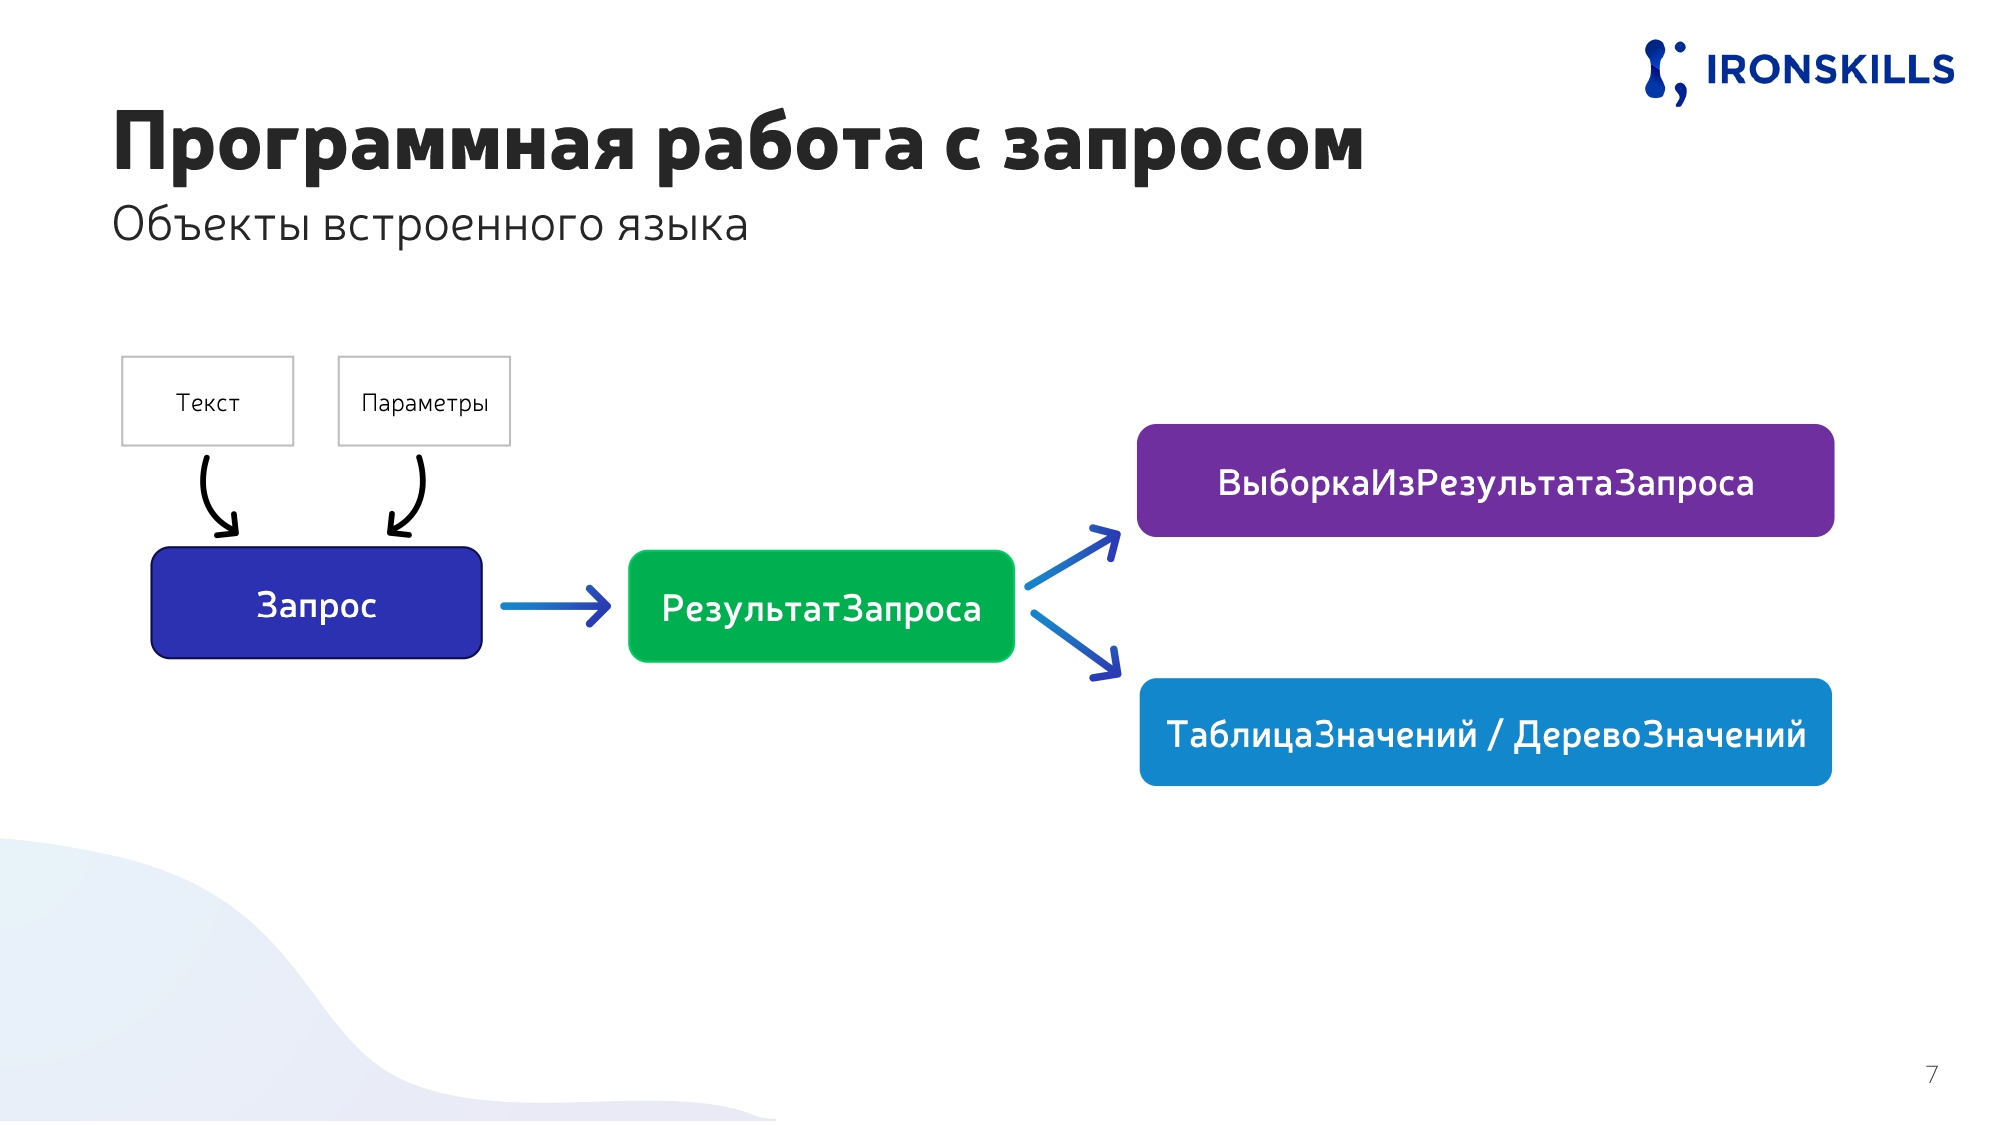 IRONSKILLS
Программная работа с запросом
Объекты встроенного языка
Текст
Параметры
Запрос
РезультатЗапроса
ВыборкаИзРезультатаЗапроса
ТаблицаЗначений / ДеревоЗначений
7